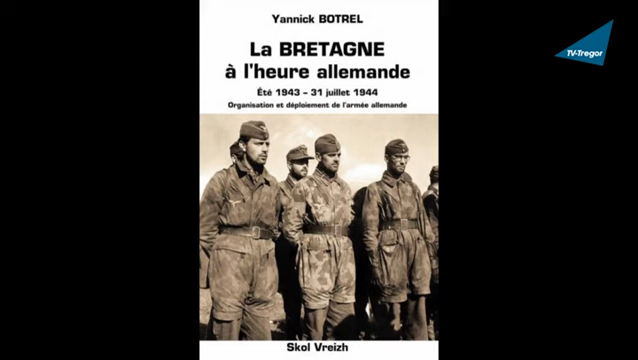 Yannick BOTREL
La BRETAGNE
à l'heure allemande
Été 1943 – 31 juillet 1944
Organisation et déploiement de l'armée allemande
Skol Vreizh
TV-Tregor